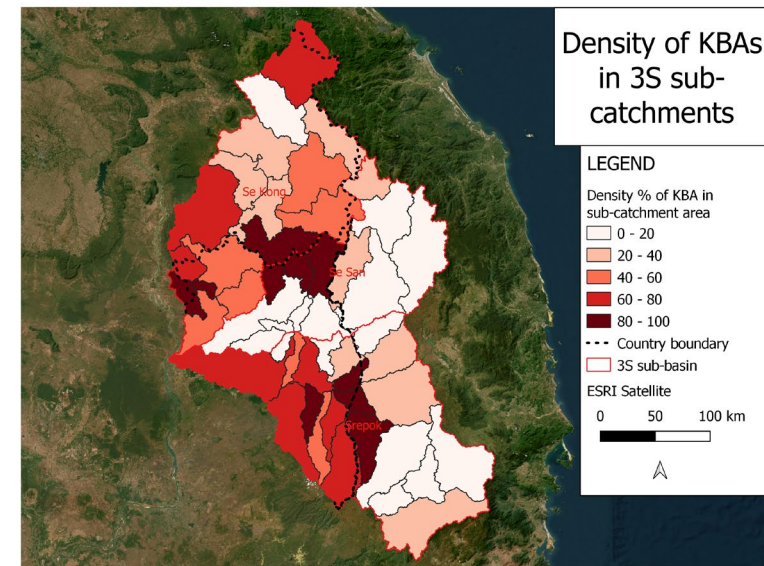 Density of KBAs
in 3S sub-
catchments
LEGEND
Density % of KBA in
sub-catchment area
0 - 20
20 - 40
40 - 60
60 - 80
80 - 100
Country boundary
3S sub-basin
ESRI Satellite
0 50 100 km
Se Kong
Se San
Srepok